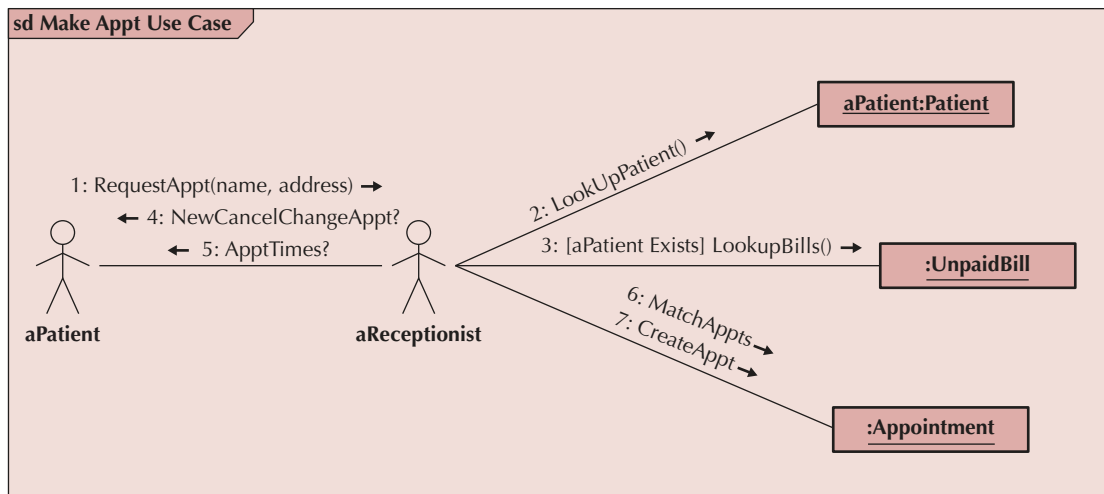 sd Make Appt Use Case
aPatient:Patient
2: LookUpPatient()
1: RequestAppt(name, address)
4: NewCancelChangeAppt?
5: ApptTimes?
3: [aPatient Exists] LookupBills()
:UnpaidBill
aPatient
aReceptionist
6: MatchAppts
7: CreateAppt
:Appointment